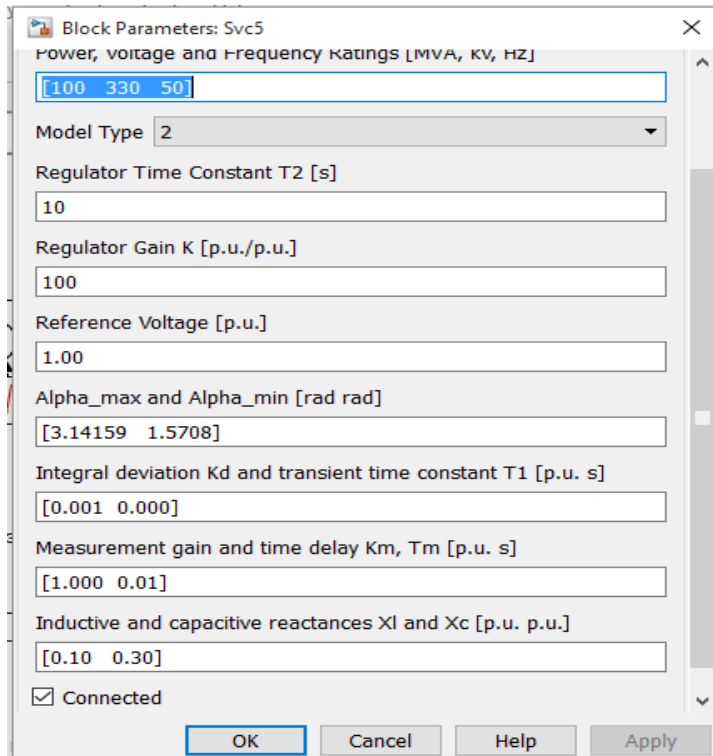 Block Parameters: Svc5
Power, Voltage and Frequency Ratings [MVA, kV, Hz]
[100 330 50]
Model Type 2
Regulator Time Constant T2 [s]
10
Regulator Gain K [p.u./p.u.]
100
Reference Voltage [p.u.]
1.00
Alpha_max and Alpha_min [rad rad]
[3.14159 1.5708]
Integral deviation Kd and transient time constant T1 [p.u. s]
[0.001 0.000]
Measurement gain and time delay Km, Tm [p.u. s]
[1.000 0.01]
Inductive and capacitive reactances Xl and Xc [p.u. p.u.]
[0.10 0.30]
Connected
OK Cancel Help Apply